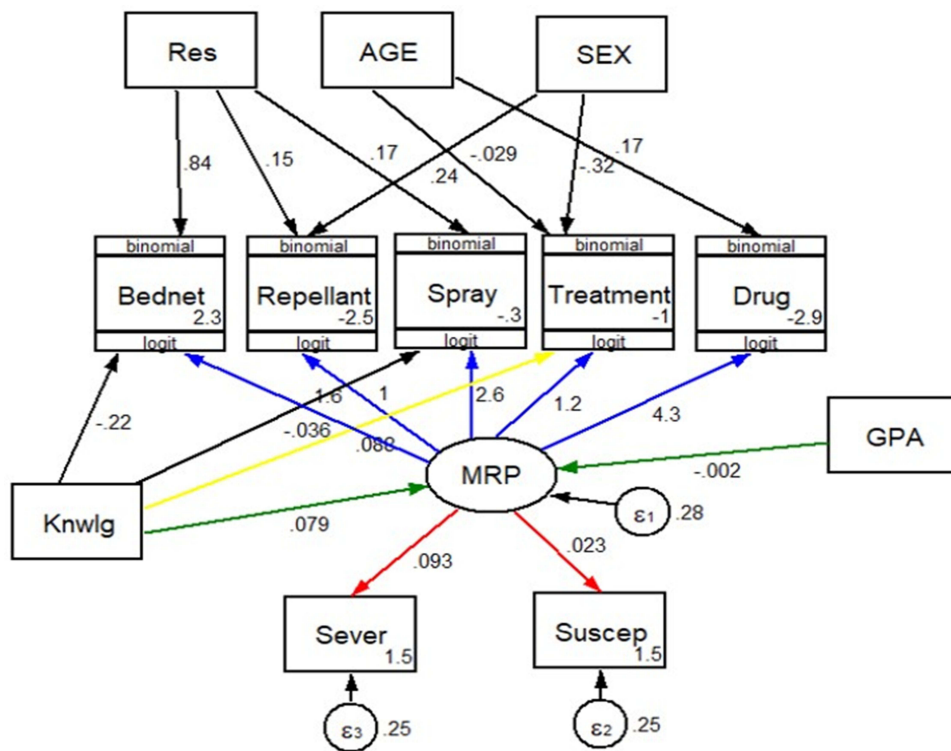 Res
AGE
SEX
.84
.15
.17
.24
-.029
-.32
.17
binomial
binomial
binomial
binomial
binomial
Bednet
2.3
Repellant
-2.5
Spray
-.3
Treatment
-1
Drug
-2.9
logit
logit
logit
logit
logit
-.22
1.6
1
2.6
1.2
4.3
-.036
.088
GPA
MRP
-.002
Knwlg
.079
ε1
.28
.093
.023
Sever
1.5
Suscep
1.5
ε3
.25
ε2
.25